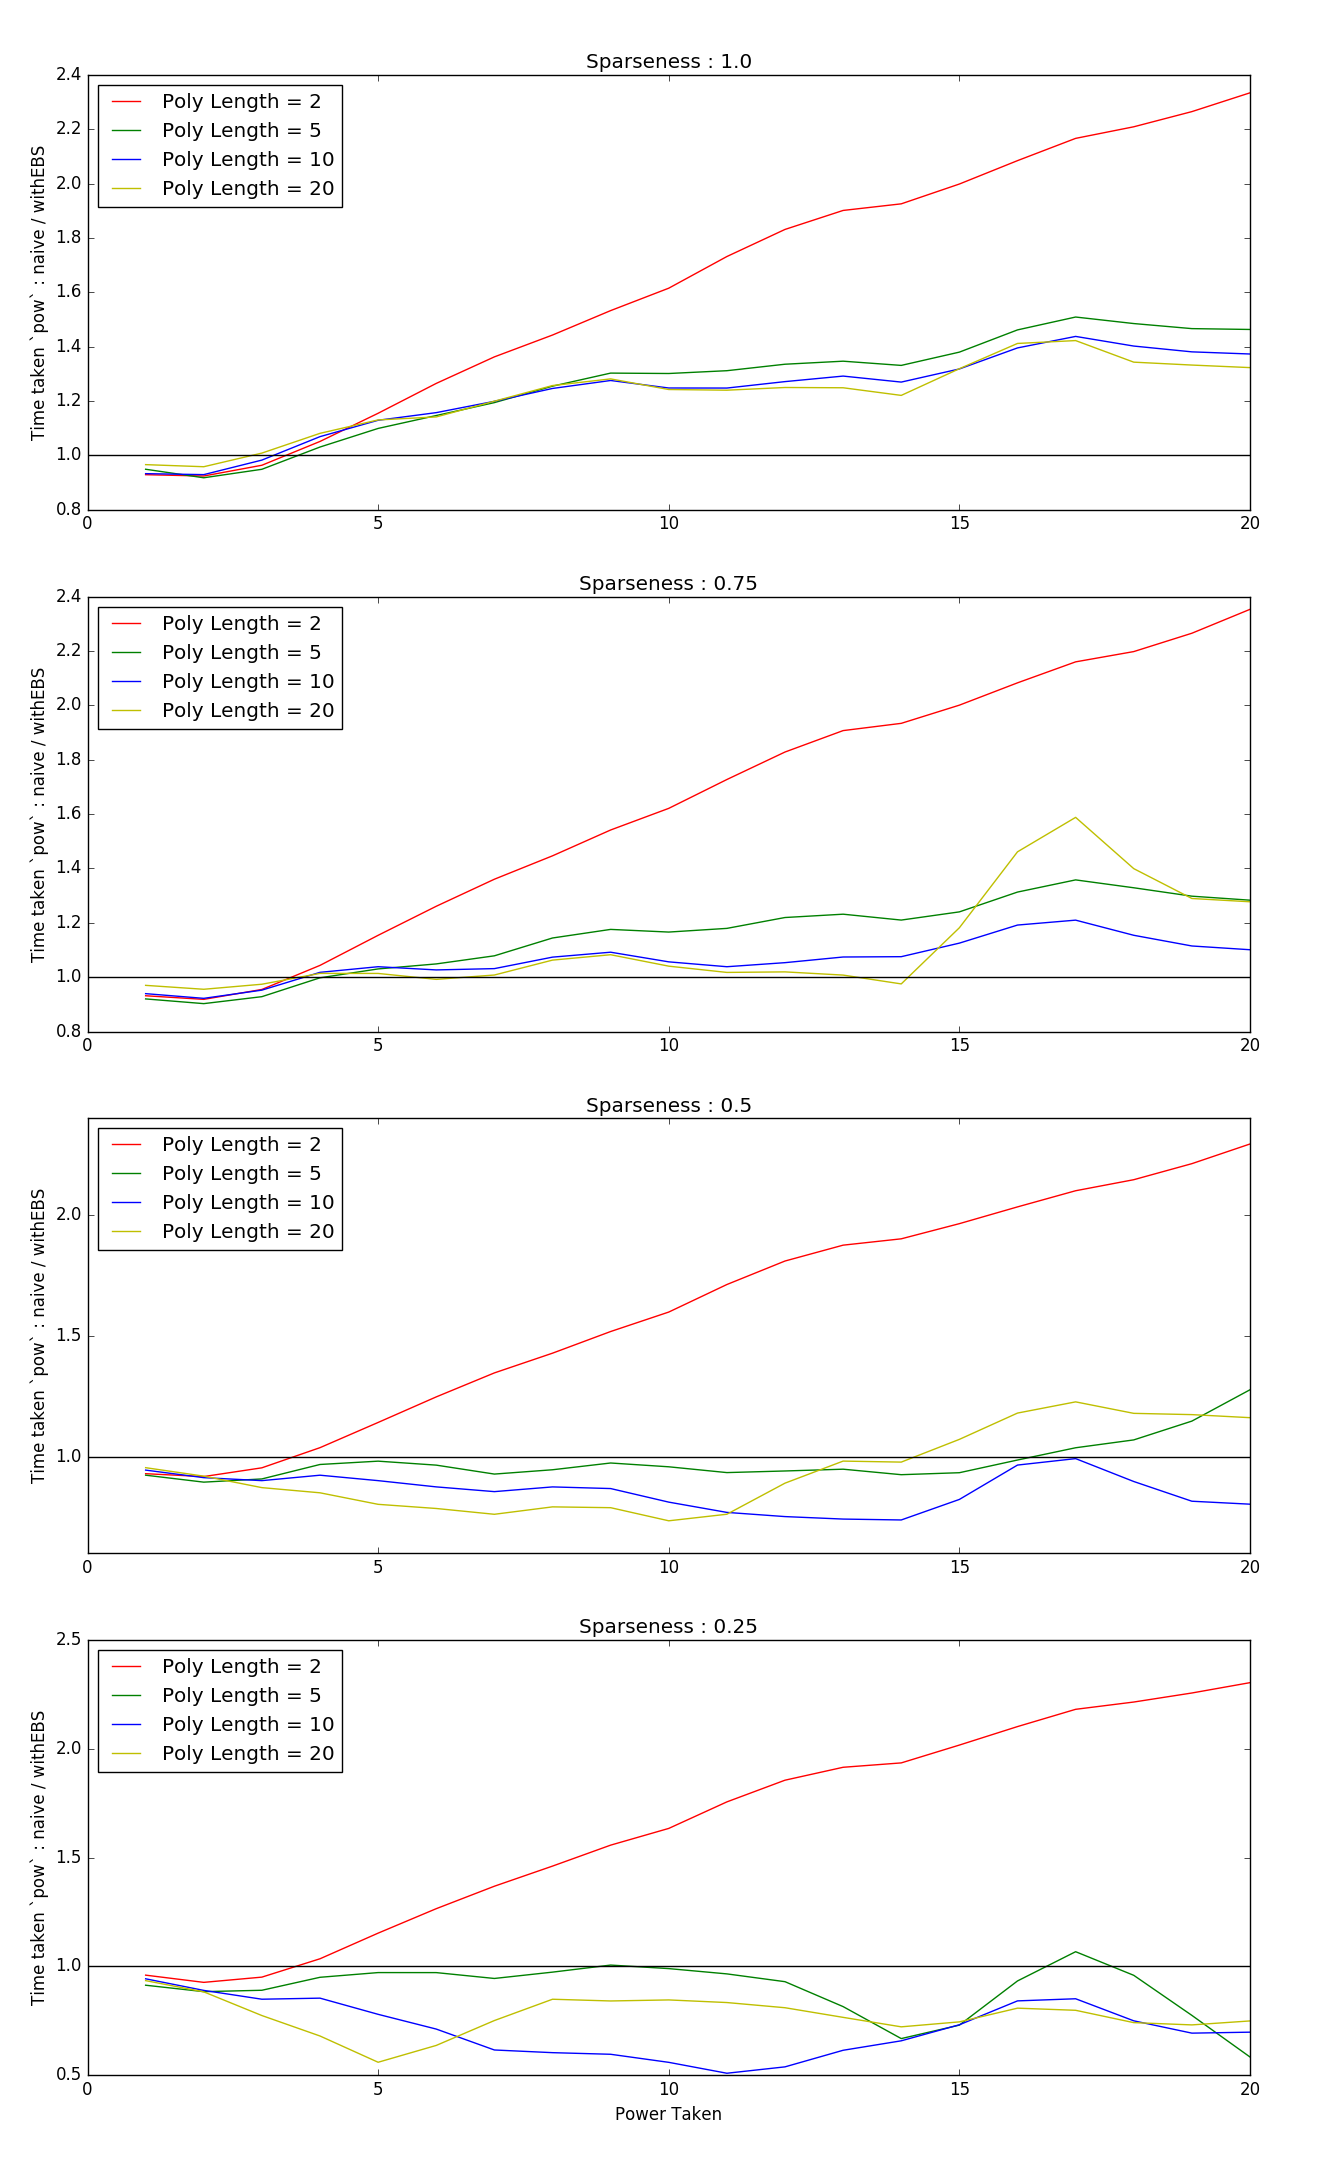 Sparseness : 1.0
2.4
2.2
2.0
1.8
1.6
1.4
1.2
1.0
0.8
Time taken `pow` : naive / withEBS
Poly Length = 2
Poly Length = 5
Poly Length = 10
Poly Length = 20
0 5 10 15 20
Sparseness : 0.75
2.4
2.2
2.0
1.8
1.6
1.4
1.2
1.0
0.8
Time taken `pow` : naive / withEBS
Poly Length = 2
Poly Length = 5
Poly Length = 10
Poly Length = 20
0 5 10 15 20
Sparseness : 0.5
2.0
1.5
1.0
Time taken `pow` : naive / withEBS
Poly Length = 2
Poly Length = 5
Poly Length = 10
Poly Length = 20
0 5 10 15 20
Sparseness : 0.25
2.5
2.0
1.5
1.0
0.5
Time taken `pow` : naive / withEBS
Poly Length = 2
Poly Length = 5
Poly Length = 10
Poly Length = 20
0 5 10 15 20
Power Taken